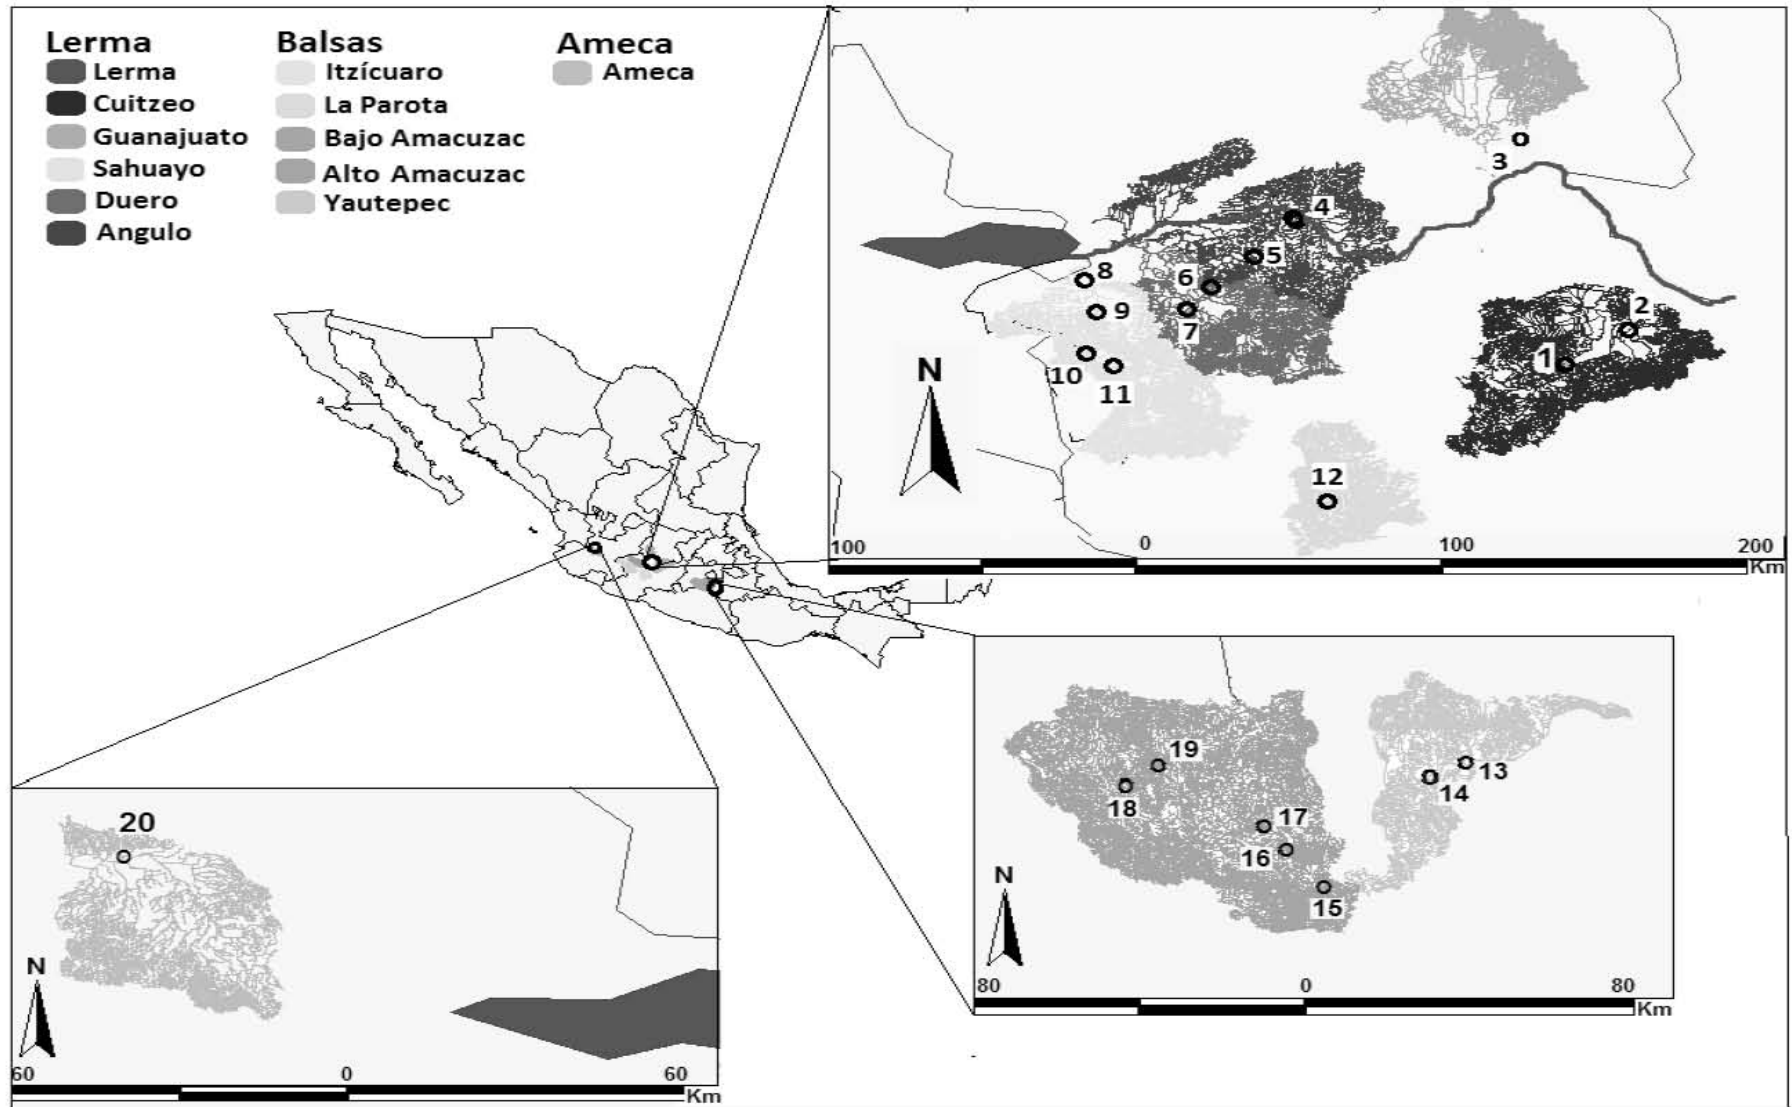 Lerma
Lerma
Cuitzeo
Guanajuato
Sahuayo
Duero
Angulo
Balsas
Itzícuaro
La Parota
Bajo Amacuzac
Alto Amacuzac
Yautepec
Ameca
Ameca
3
4
5
6
7
8
9
10
11
2
1
12
N
100 0 100 200
Km
19
18
17
16
15
13
14
N
80 0 80
Km
20
N
60 0 60
Km